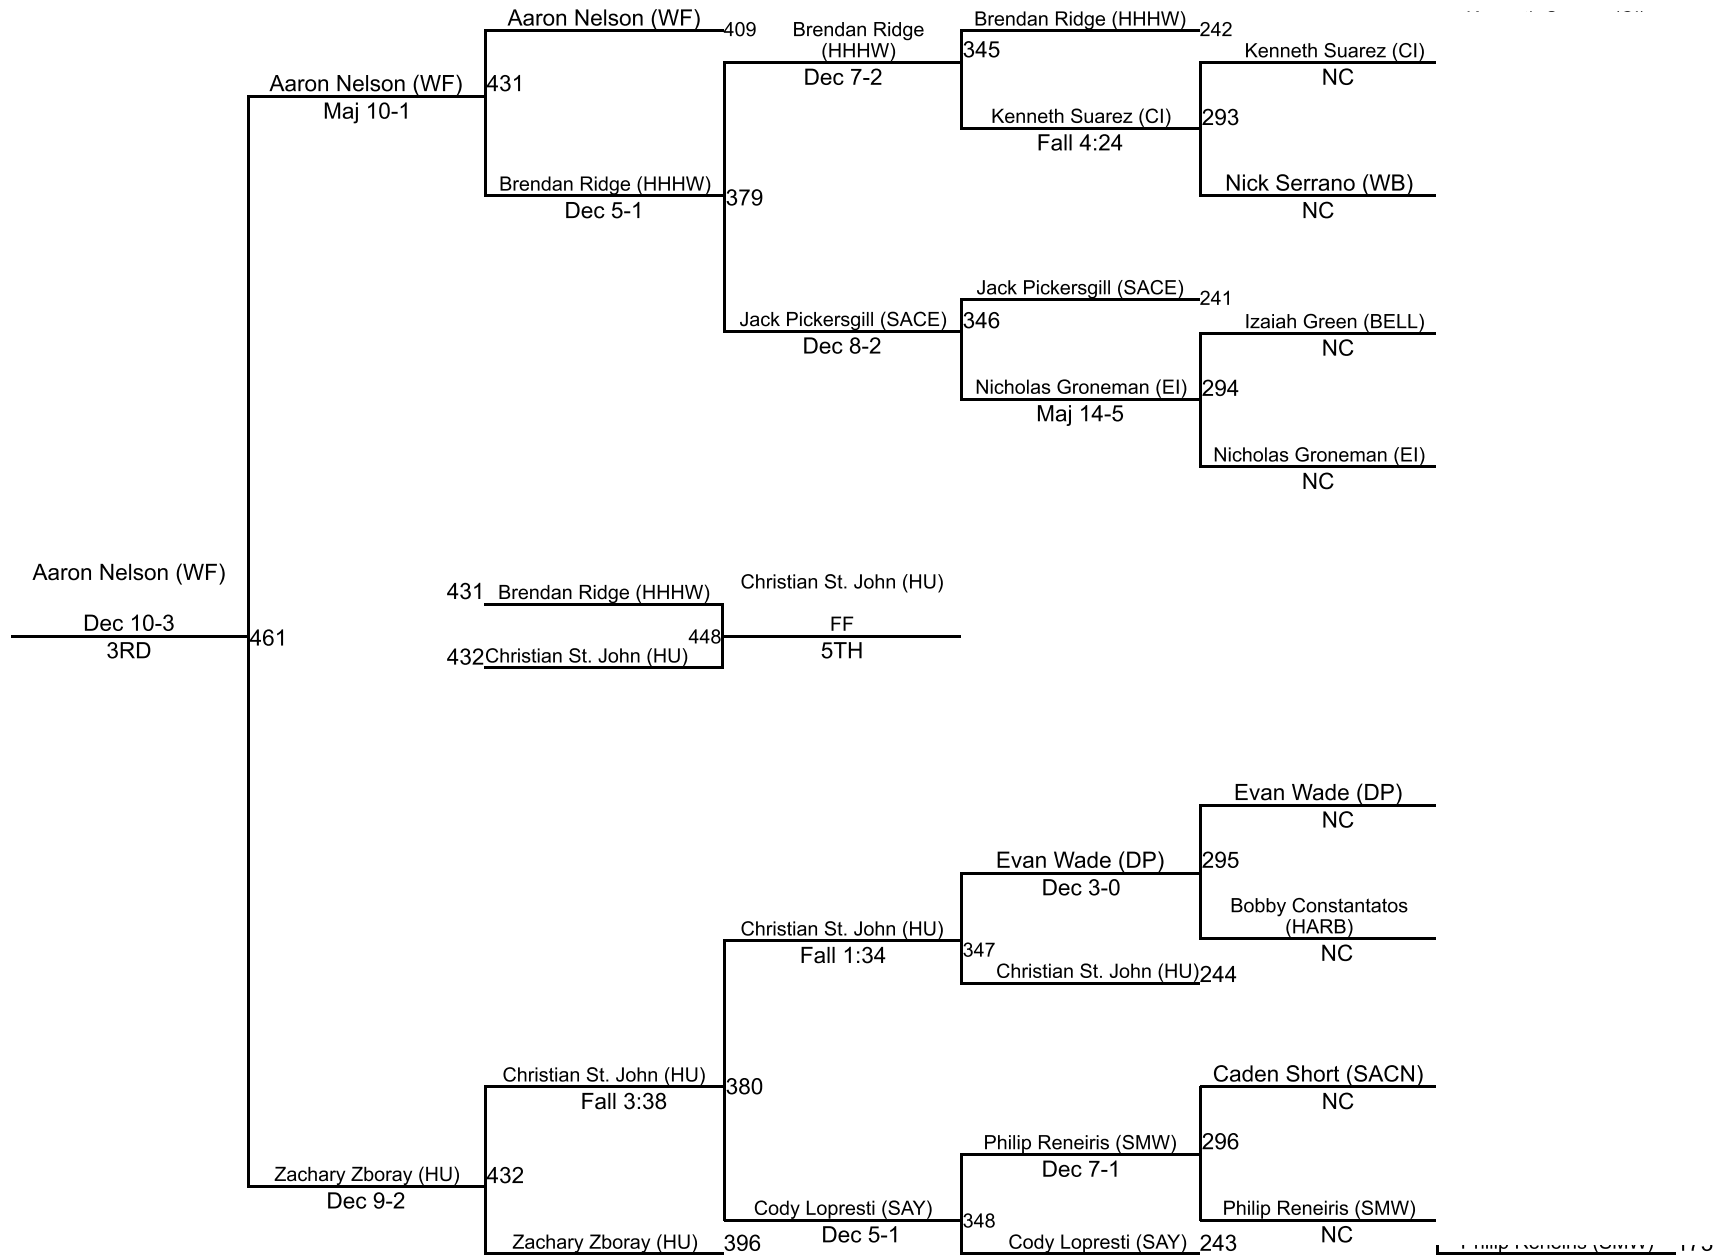 Aaron Nelson (WF)
409
Brendan Ridge
(HHHW)
Dec 7-2
Brendan Ridge (HHHW)
242
345
Kenneth Suarez (CI)
NC
Aaron Nelson (WF)
Maj 10-1
431
Kenneth Suarez (CI)
Fall 4:24
293
Brendan Ridge (HHHW)
Dec 5-1
379
Nick Serrano (WB)
NC
Jack Pickersgill (SACE)
241
Jack Pickersgill (SACE)
Dec 8-2
346
Izaiah Green (BELL)
NC
Nicholas Groneman (EI)
Maj 14-5
294
Nicholas Groneman (EI)
NC
Aaron Nelson (WF)
Dec 10-3
3RD
461
431
Brendan Ridge (HHHW)
Christian St. John (HU)
448
FF
5TH
432
Christian St. John (HU)
Evan Wade (DP)
NC
Evan Wade (DP)
Dec 3-0
295
Bobby Constantatos
(HARB)
NC
Christian St. John (HU)
Fall 1:34
347
Christian St. John (HU)
244
Christian St. John (HU)
Fall 3:38
380
Caden Short (SACN)
NC
Philip Reneiris (SMW)
Dec 7-1
296
Zachary Zboray (HU)
Dec 9-2
432
Cody Lopresti (SAY)
Dec 5-1
348
Philip Reneiris (SMW)
NC
Zachary Zboray (HU)
396
Cody Lopresti (SAY)
243
Philip Reneiris (SMW)